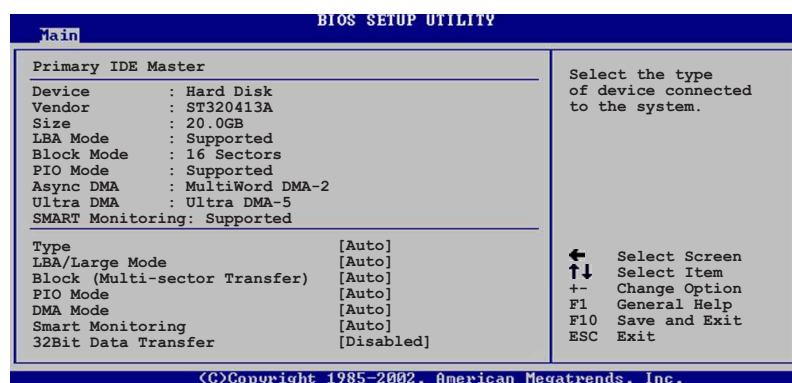 BIOS SETUP UTILITY
Main
Primary IDE Master
Device : Hard Disk
Vendor : ST320413A
Size : 20.0GB
LBA Mode : Supported
Block Mode : 16 Sectors
PIO Mode : Supported
Async DMA : MultiWord DMA-2
Ultra DMA : Ultra DMA-5
SMART Monitoring: Supported
Type [Auto]
LBA/Large Mode [Auto]
Block (Multi-sector Transfer) [Auto]
PIO Mode [Auto]
DMA Mode [Auto]
Smart Monitoring [Auto]
32Bit Data Transfer [Disabled]
Select the type
of device connected
to the system.
← Select Screen
↑↓ Select Item
+- Change Option
F1 General Help
F10 Save and Exit
ESC Exit
(C)Copyright 1985-2002, American Megatrends, Inc.